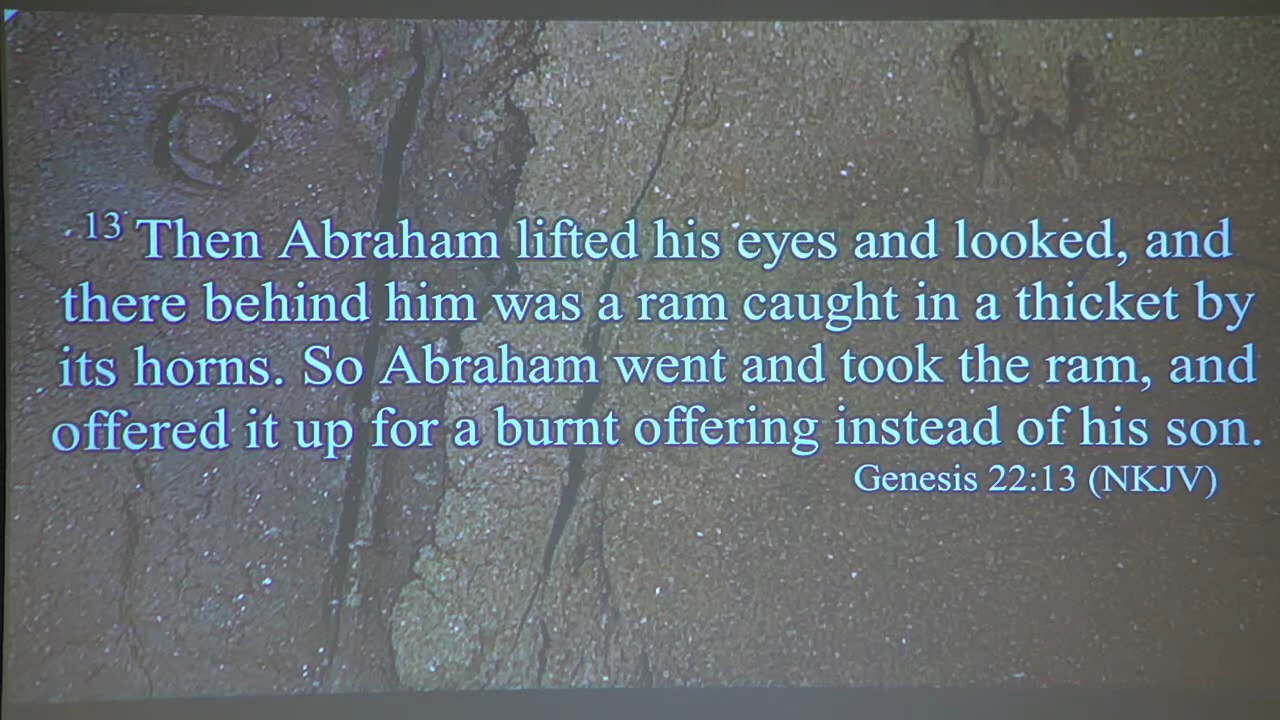 13 Then Abraham lifted his eyes and looked, and
there behind him was a ram caught in a thicket by
its horns. So Abraham went and took the ram, and
offered it up for a burnt offering instead of his son.
Genesis 22:13 (NKJV)